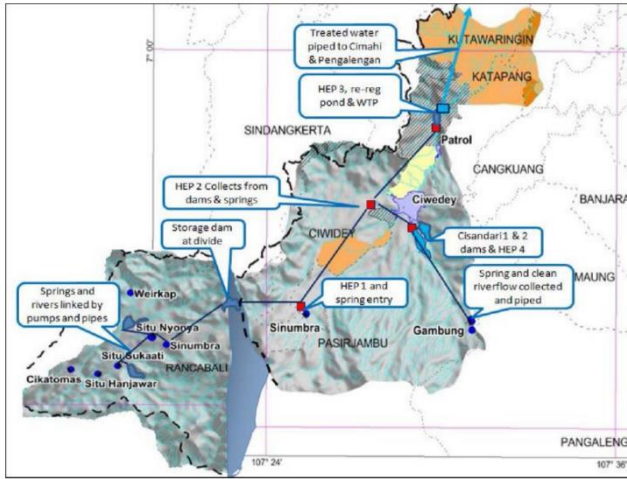 Treated water
piped to Cimahi
& Pengalengan
KUTAWARINGIN
KATAPANG
7° 00'
HEP 3, re-reg
pond & WTP
SINDANGKERTA
Patrol
CANGKUANG
HEP 2 Collects from
dams & springs
Ciwedey
BANJARA
Storage dam
at divide
CIWIDEY
Cisandari 1 & 2
dams & HEP 4
MAUNG
Spring and clean
riverflow collected
and piped
Springs and
rivers linked by
pumps and pipes
Weirkap
HEP 1 and
spring entry
Situ Nyonya
Sinumbra
Gambung
Situ Sukaati
Sinumbra
PASIRJAMBU
Cikatomas
Situ Hanjawar
RANCABALI
PANGALENG
107° 24'
107° 36'